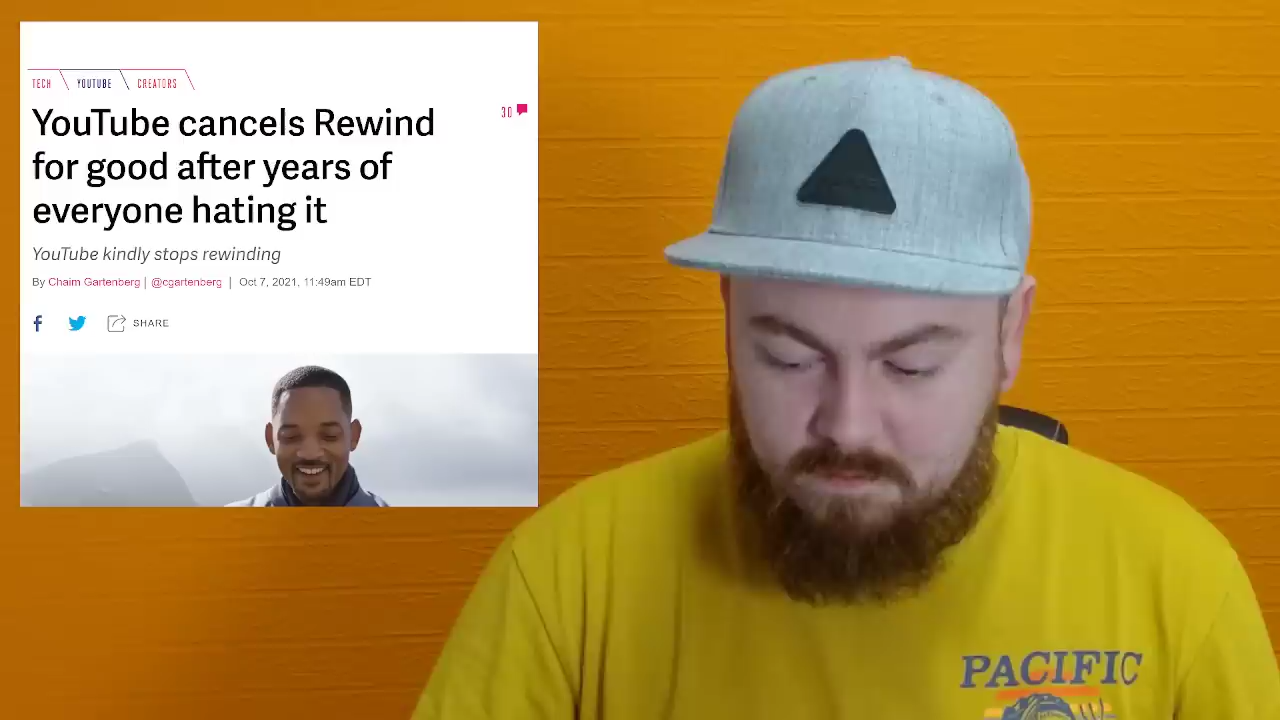 TECH YOUTUBE CREATORS
YouTube cancels Rewind
for good after years of
everyone hating it
30
YouTube kindly stops rewinding
By Chaim Gartenberg | @cgartenberg | Oct 7, 2021, 11:49am EDT
SHARE
PACIFIC